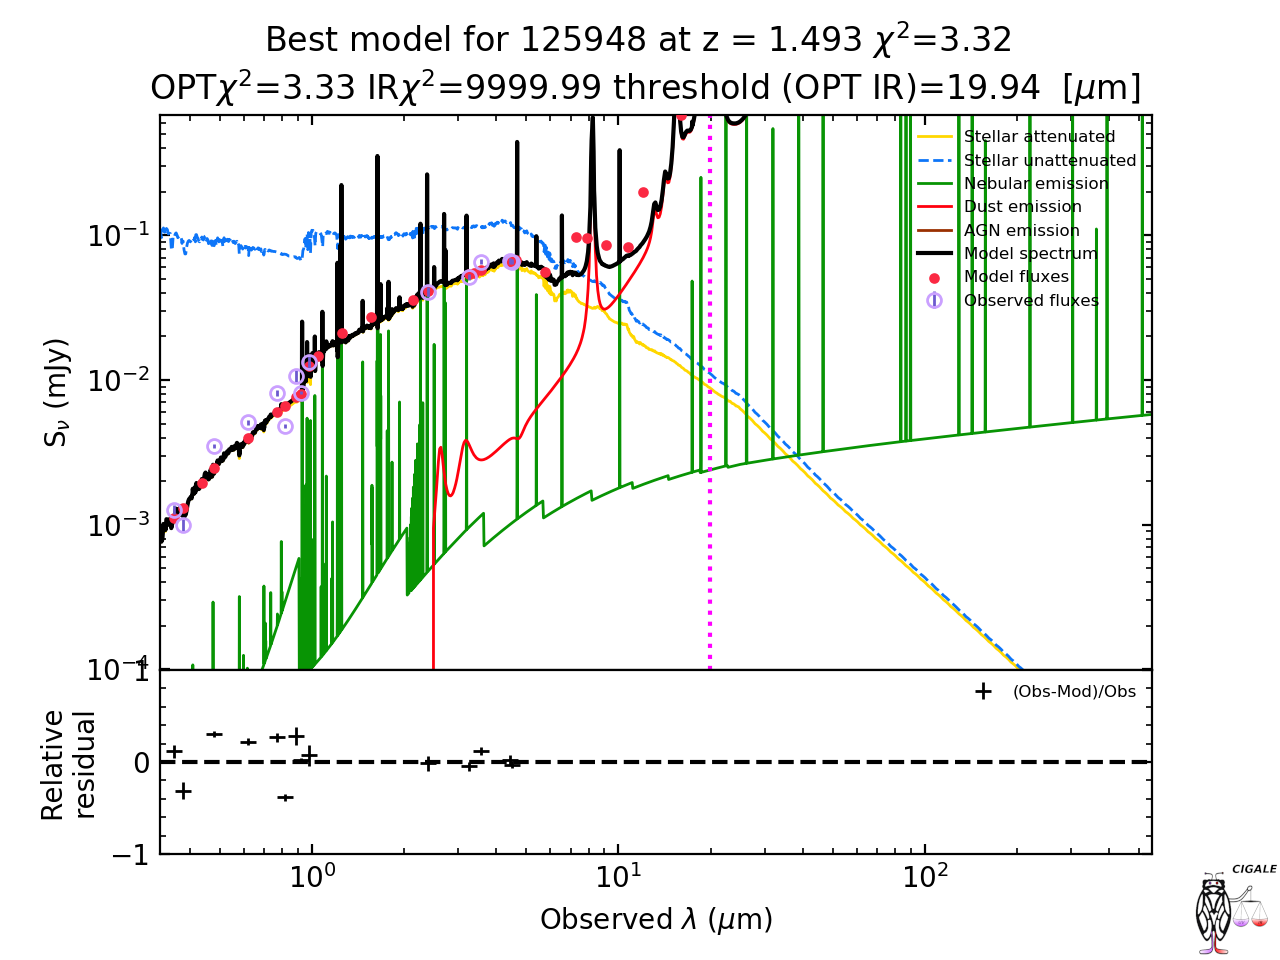 Best model for 125948 at z = 1.493 χ²=3.32
OPTχ²=3.33 IRχ²=9999.99 threshold (OPT IR)=19.94 [μm]
Stellar attenuated
Stellar unattenuated
Nebular emission
Dust emission
AGN emission
Model spectrum
Model fluxes
Observed fluxes
S_ν (mJy)
10⁻¹
10⁻²
10⁻³
10⁻⁴
1
0
−1
Relative
residual
(Obs-Mod)/Obs
10⁰
10¹
10²
Observed λ (μm)
CIGALE